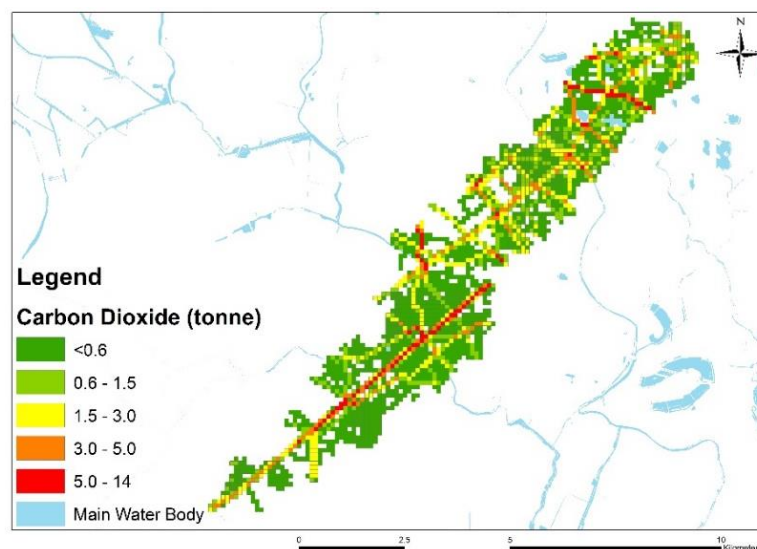 N
Legend
Carbon Dioxide (tonne)
<0.6
0.6 - 1.5
1.5 - 3.0
3.0 - 5.0
5.0 - 14
Main Water Body
0 2.5 5 10